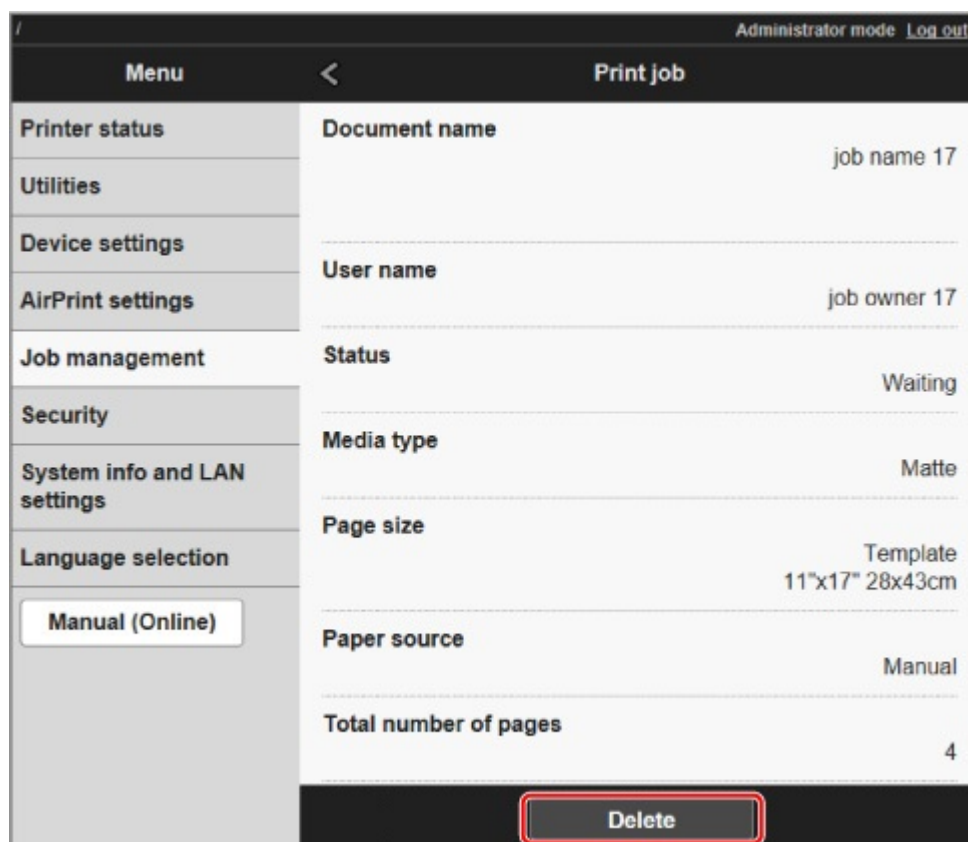 /
Administrator mode Log out
Menu
<
Print job
Printer status
Utilities
Device settings
AirPrint settings
Job management
Security
System info and LAN
settings
Language selection
Manual (Online)
Document name
job name 17
User name
job owner 17
Status
Waiting
Media type
Matte
Page size
Template
11"x17" 28x43cm
Paper source
Manual
Total number of pages
4
Delete